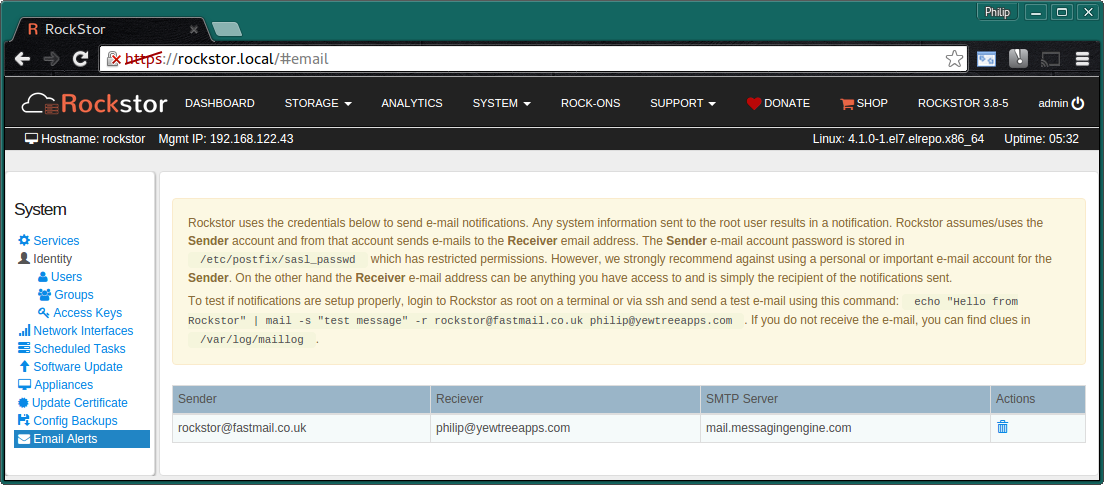 Philip
RockStor
https://rockstor.local/#email
Rockstor DASHBOARD STORAGE ANALYTICS SYSTEM ROCK-ONS SUPPORT DONATE SHOP ROCKSTOR 3.8-5 admin
Hostname: rockstor Mgmt IP: 192.168.122.43 Linux: 4.1.0-1.el7.elrepo.x86_64 Uptime: 05:32
System
Services
Identity
Users
Groups
Access Keys
Network Interfaces
Scheduled Tasks
Software Update
Appliances
Update Certificate
Config Backups
Email Alerts
Rockstor uses the credentials below to send e-mail notifications. Any system information sent to the root user results in a notification. Rockstor assumes/uses the
Sender account and from that account sends e-mails to the Receiver email address. The Sender e-mail account password is stored in
/etc/postfix/sasl_passwd which has restricted permissions. However, we strongly recommend against using a personal or important e-mail account for the
Sender. On the other hand the Receiver e-mail address can be anything you have access to and is simply the recipient of the notifications sent.
To test if notifications are setup properly, login to Rockstor as root on a terminal or via ssh and send a test e-mail using this command: echo "Hello from
Rockstor" | mail -s "test message" -r rockstor@fastmail.co.uk philip@yewtreeapps.com . If you do not receive the e-mail, you can find clues in
/var/log/maillog .
Sender Reciever SMTP Server Actions
rockstor@fastmail.co.uk philip@yewtreeapps.com mail.messagingengine.com